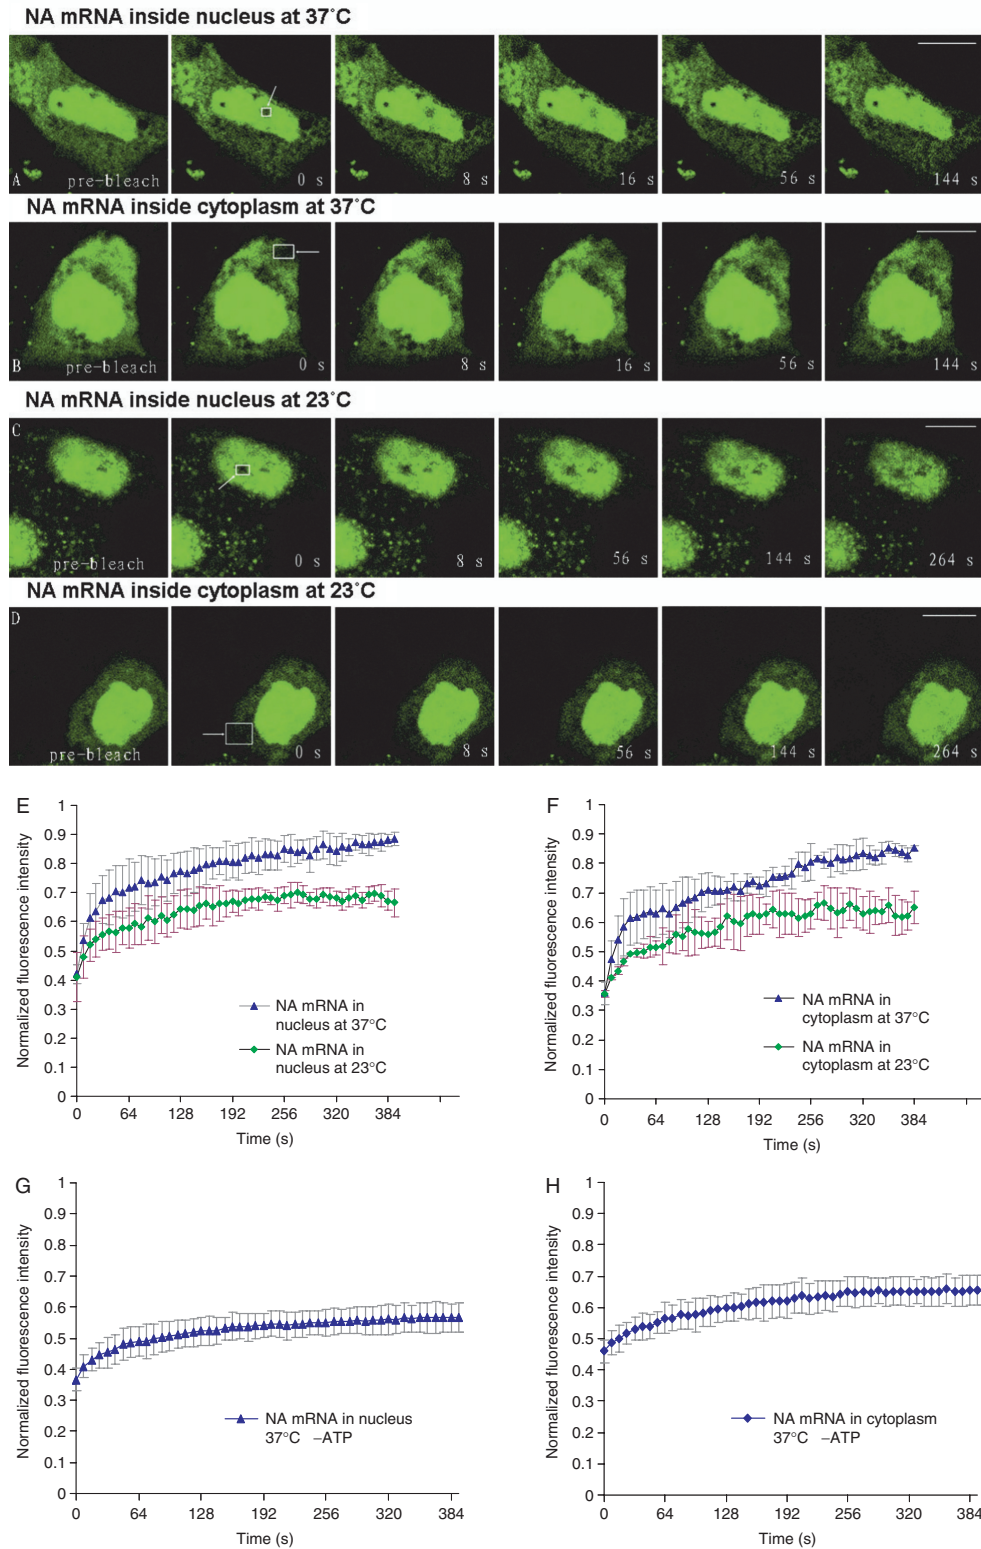 NA mRNA inside nucleus at 37°C
A pre-bleach 0 s 8 s 16 s 56 s 144 s
NA mRNA inside cytoplasm at 37°C
B pre-bleach 0 s 8 s 16 s 56 s 144 s
NA mRNA inside nucleus at 23°C
C
pre-bleach 0 s 8 s 56 s 144 s 264 s
NA mRNA inside cytoplasm at 23°C
D
pre-bleach 0 s 8 s 56 s 144 s 264 s
E
Normalized fluorescence intensity
1
0.9
0.8
0.7
0.6
0.5
0.4
0.3
0.2
0.1
0
NA mRNA in
nucleus at 37°C
NA mRNA in
nucleus at 23°C
0 64 128 192 256 320 384
Time (s)
F
Normalized fluorescence intensity
1
0.9
0.8
0.7
0.6
0.5
0.4
0.3
0.2
0.1
0
NA mRNA in
cytoplasm at 37°C
NA mRNA in
cytoplasm at 23°C
0 64 128 192 256 320 384
Time (s)
G
Normalized fluorescence intensity
1
0.9
0.8
0.7
0.6
0.5
0.4
0.3
0.2
0.1
0
NA mRNA in nucleus
37°C –ATP
0 64 128 192 256 320 384
Time (s)
H
Normalized fluorescence intensity
1
0.9
0.8
0.7
0.6
0.5
0.4
0.3
0.2
0.1
0
NA mRNA in cytoplasm
37°C –ATP
0 64 128 192 256 320 384
Time (s)